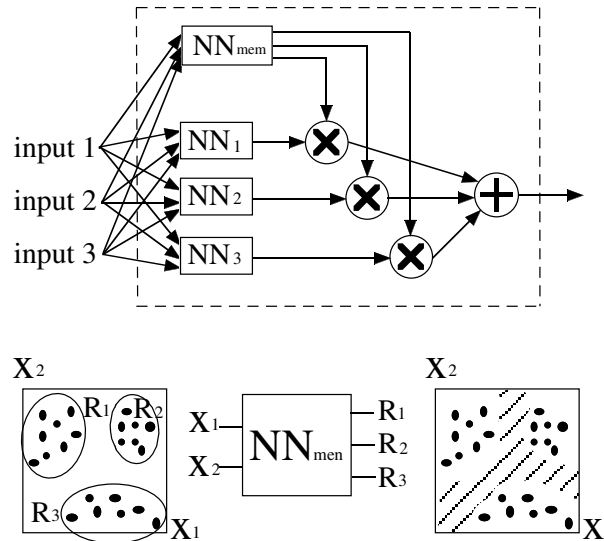 NNmem
input 1
NN1
input 2
NN2
input 3
NN3
X2
R1 R2
R3
X1
X1
X2
NNmen
R1
R2
R3
X2
X